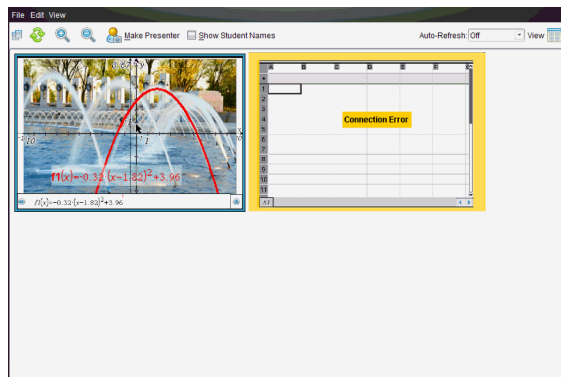 File Edit View
Make Presenter Show Student Names Auto-Refresh: Off View
y
x
-10
1
f1(x)=-0.32·(x-1.82)²+3.96
f1(x)=-0.32·(x-1.82)²+3.96
A B C D E F
1
2
3
4
5
6
7
8
9
10
11
Connection Error
A1